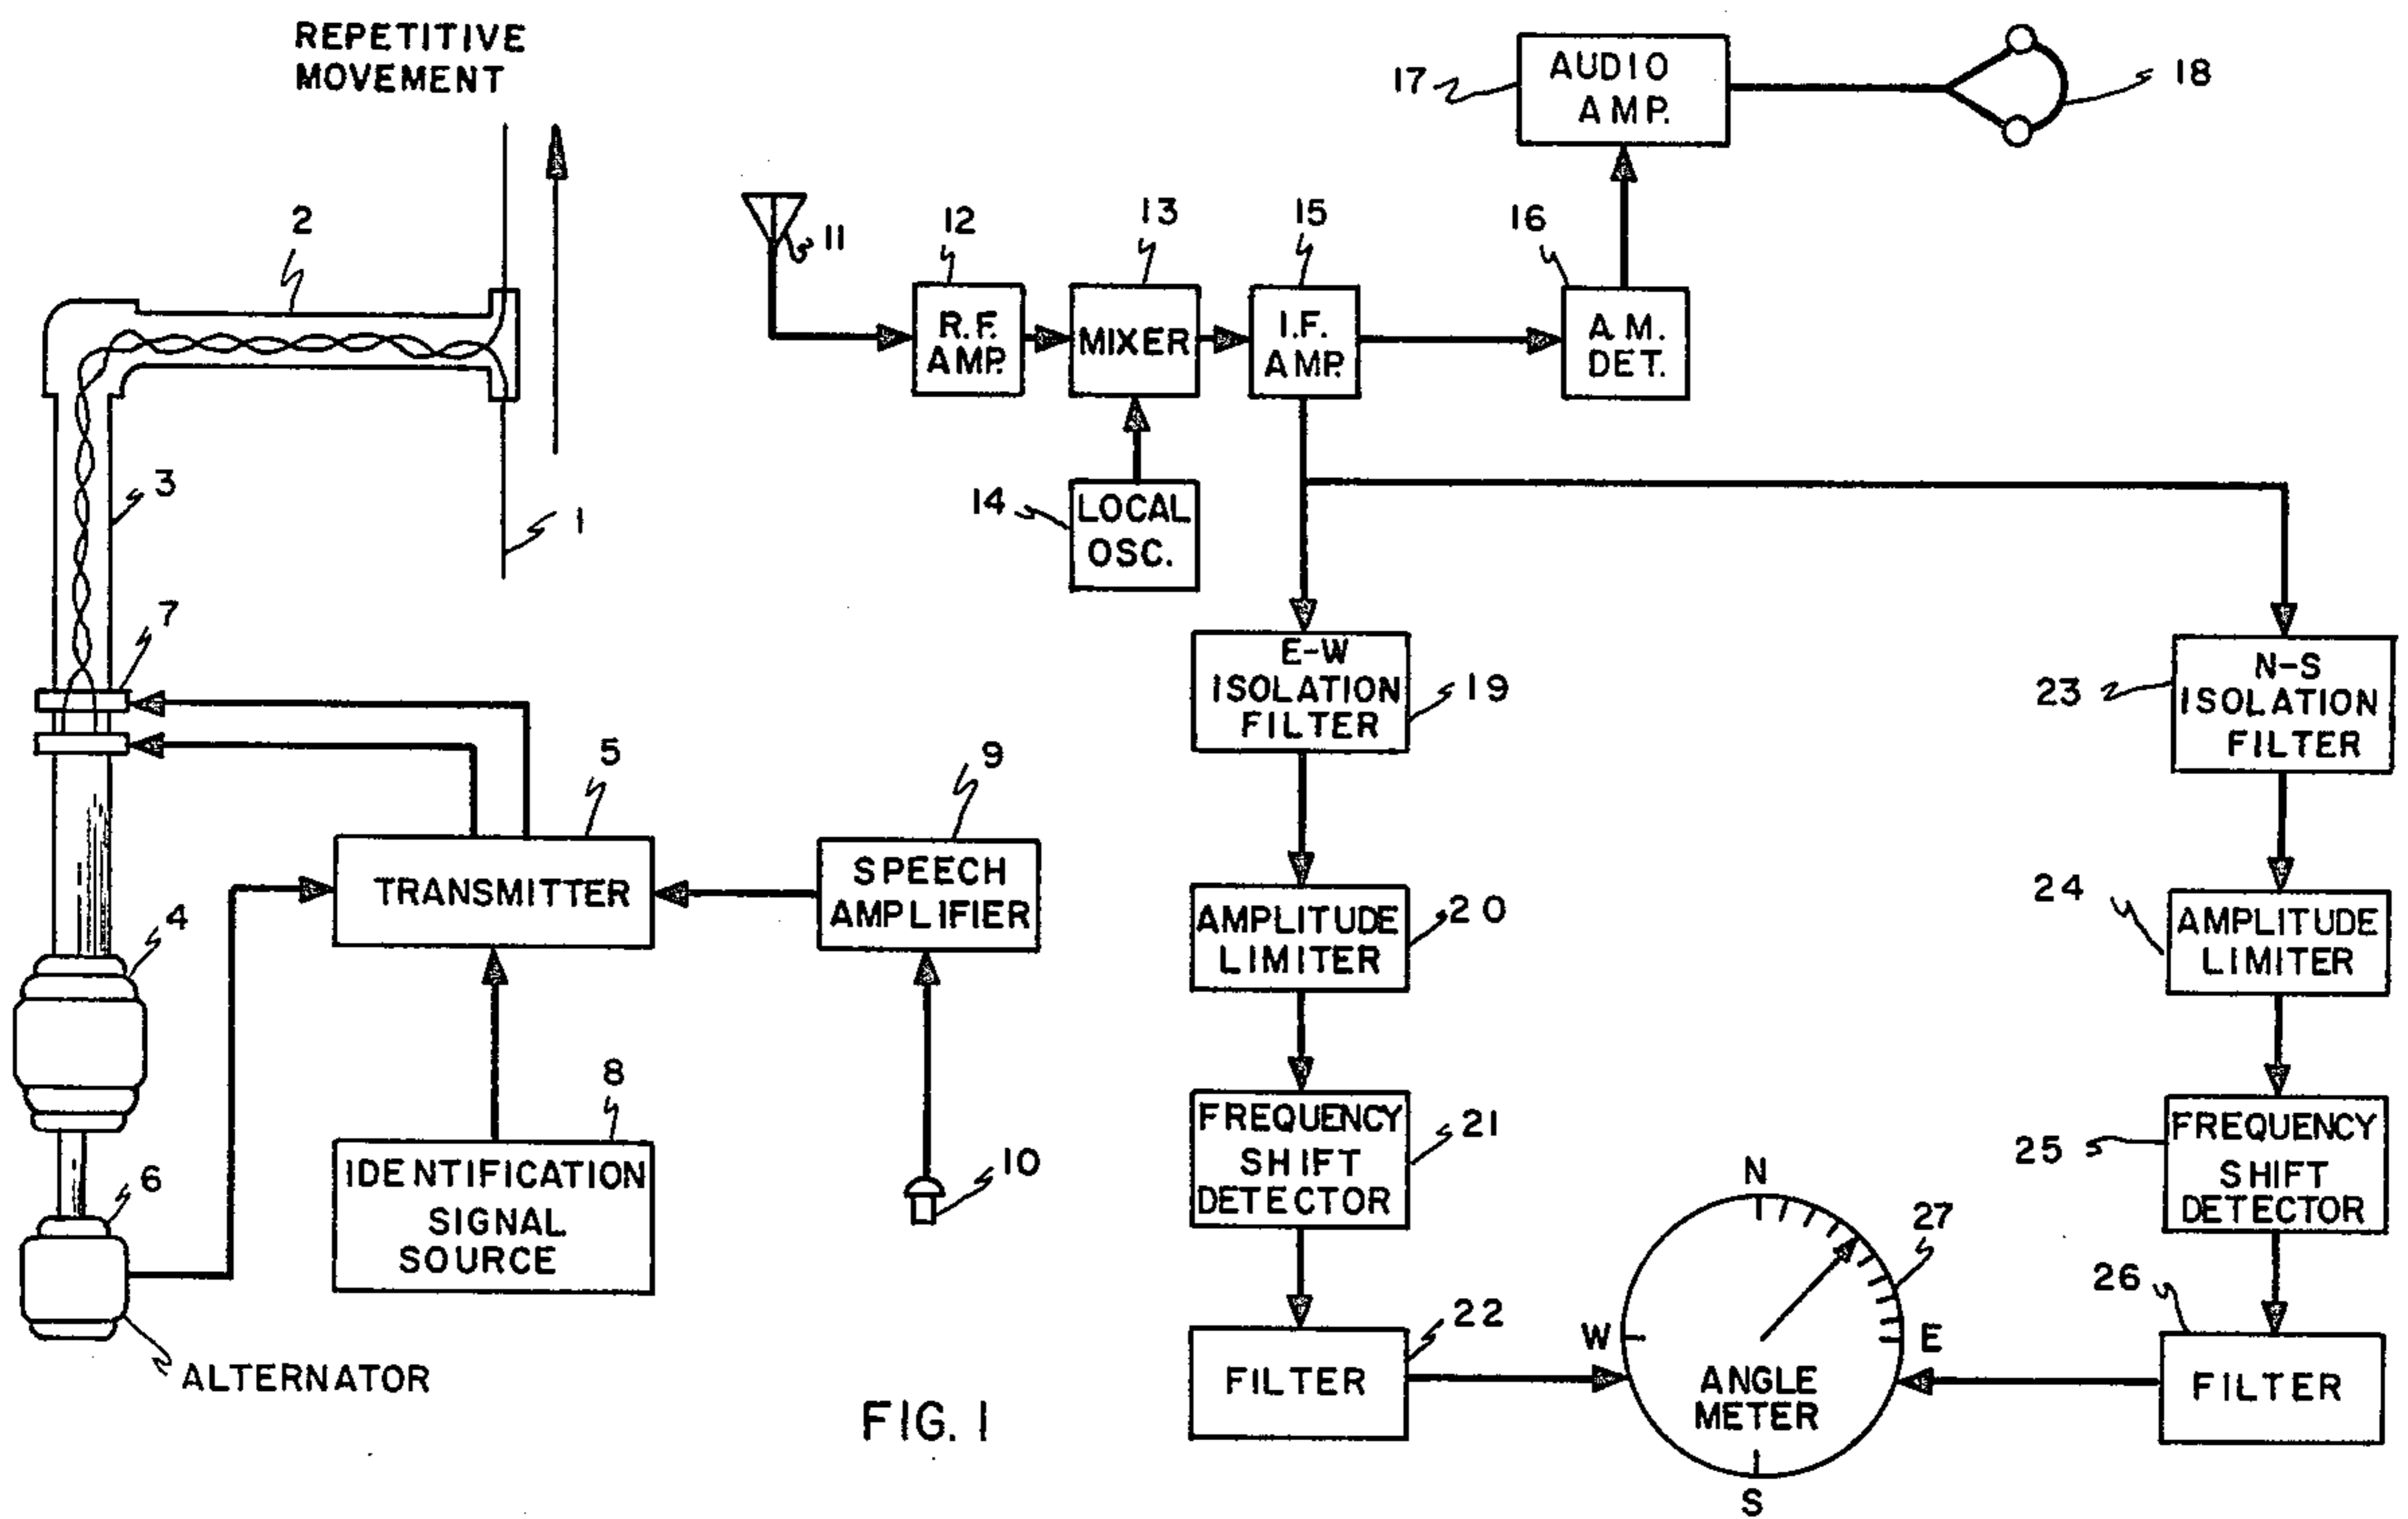 REPETITIVE
MOVEMENT
2
3
1
7
5
4
TRANSMITTER
9
SPEECH
AMPLIFIER
8
IDENTIFICATION
SIGNAL
SOURCE
10
6
ALTERNATOR
11
12
R.F.
AMP.
13
MIXER
14
LOCAL
OSC.
15
I.F.
AMP.
16
A.M.
DET.
17
AUDIO
AMP.
18
E-W
ISOLATION
FILTER
19
AMPLITUDE
LIMITER
20
FREQUENCY
SHIFT
DETECTOR
21
FILTER
22
23
N-S
ISOLATION
FILTER
24
AMPLITUDE
LIMITER
25
FREQUENCY
SHIFT
DETECTOR
26
FILTER
N
27
W
E
ANGLE
METER
S
FIG. 1